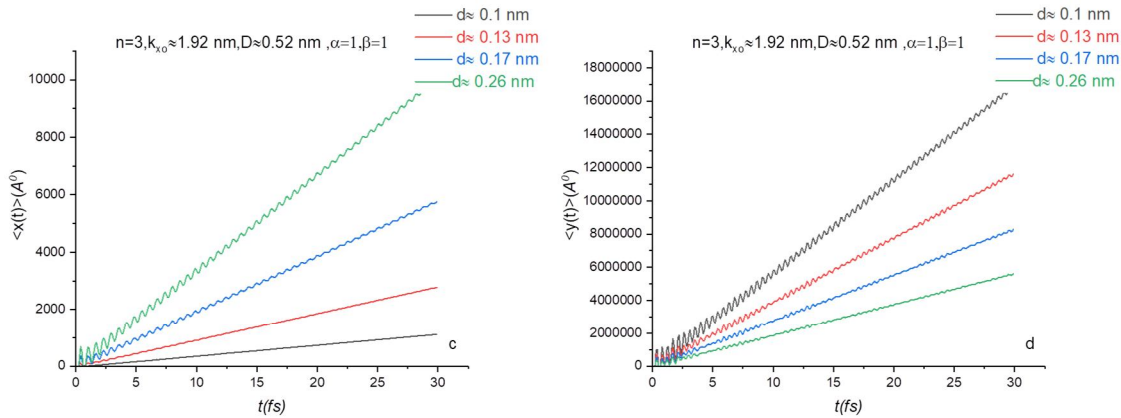 d≈ 0.1 nm
n=3,kxo≈1.92 nm,D≈0.52 nm ,α=1,β=1
d≈ 0.13 nm
d≈ 0.17 nm
d≈ 0.26 nm
10000
8000
6000
4000
2000
0
<x(t)>(A⁰)
0 5 10 15 20 25 30
t(fs)
c
d≈ 0.1 nm
n=3,kxo≈1.92 nm,D≈0.52 nm ,α=1,β=1
d≈ 0.13 nm
d≈ 0.17 nm
d≈ 0.26 nm
18000000
16000000
14000000
12000000
10000000
8000000
6000000
4000000
2000000
0
<y(t)>(A⁰)
0 5 10 15 20 25 30
t(fs)
d